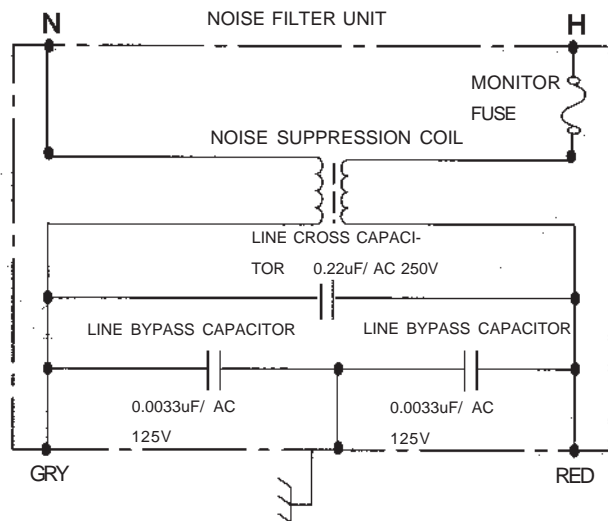 NOISE FILTER UNIT
N
H
MONITOR
FUSE
NOISE SUPPRESSION COIL
LINE CROSS CAPACI-
TOR 0.22uF/ AC 250V
LINE BYPASS CAPACITOR
LINE BYPASS CAPACITOR
0.0033uF/ AC
125V
0.0033uF/ AC
125V
GRY
RED